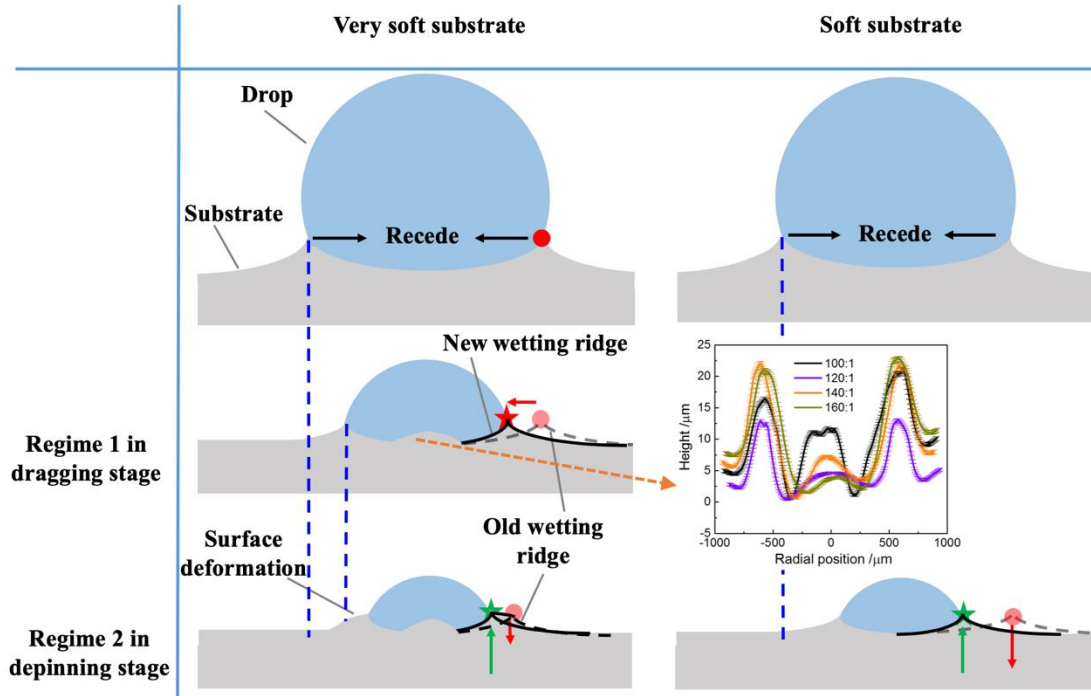 Very soft substrate
Soft substrate
Drop
Substrate
Recede
Recede
New wetting ridge
Regime 1 in
dragging stage
Old wetting
ridge
Surface
deformation
Regime 2 in
depinning stage
25
20
15
10
5
0
-5
Height /μm
100:1
120:1
140:1
160:1
-1000
-500
0
500
1000
Radial position /μm